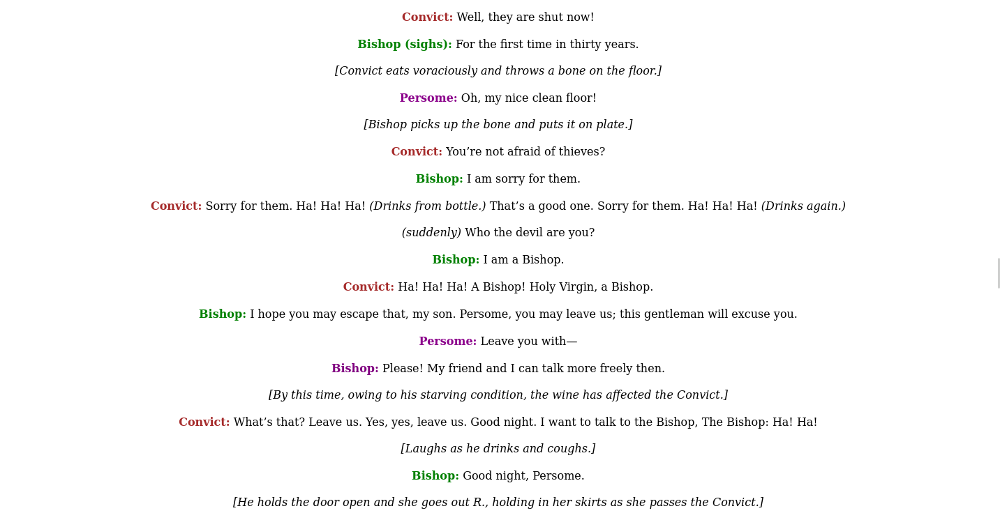 Convict: Well, they are shut now!
Bishop (sighs): For the first time in thirty years.
[Convict eats voraciously and throws a bone on the floor.]
Persome: Oh, my nice clean floor!
[Bishop picks up the bone and puts it on plate.]
Convict: You’re not afraid of thieves?
Bishop: I am sorry for them.
Convict: Sorry for them. Ha! Ha! Ha! (Drinks from bottle.) That’s a good one. Sorry for them. Ha! Ha! Ha! (Drinks again.)
(suddenly) Who the devil are you?
Bishop: I am a Bishop.
Convict: Ha! Ha! Ha! A Bishop! Holy Virgin, a Bishop.
Bishop: I hope you may escape that, my son. Persome, you may leave us; this gentleman will excuse you.
Persome: Leave you with—
Bishop: Please! My friend and I can talk more freely then.
[By this time, owing to his starving condition, the wine has affected the Convict.]
Convict: What’s that? Leave us. Yes, yes, leave us. Good night. I want to talk to the Bishop, The Bishop: Ha! Ha!
[Laughs as he drinks and coughs.]
Bishop: Good night, Persome.
[He holds the door open and she goes out R., holding in her skirts as she passes the Convict.]